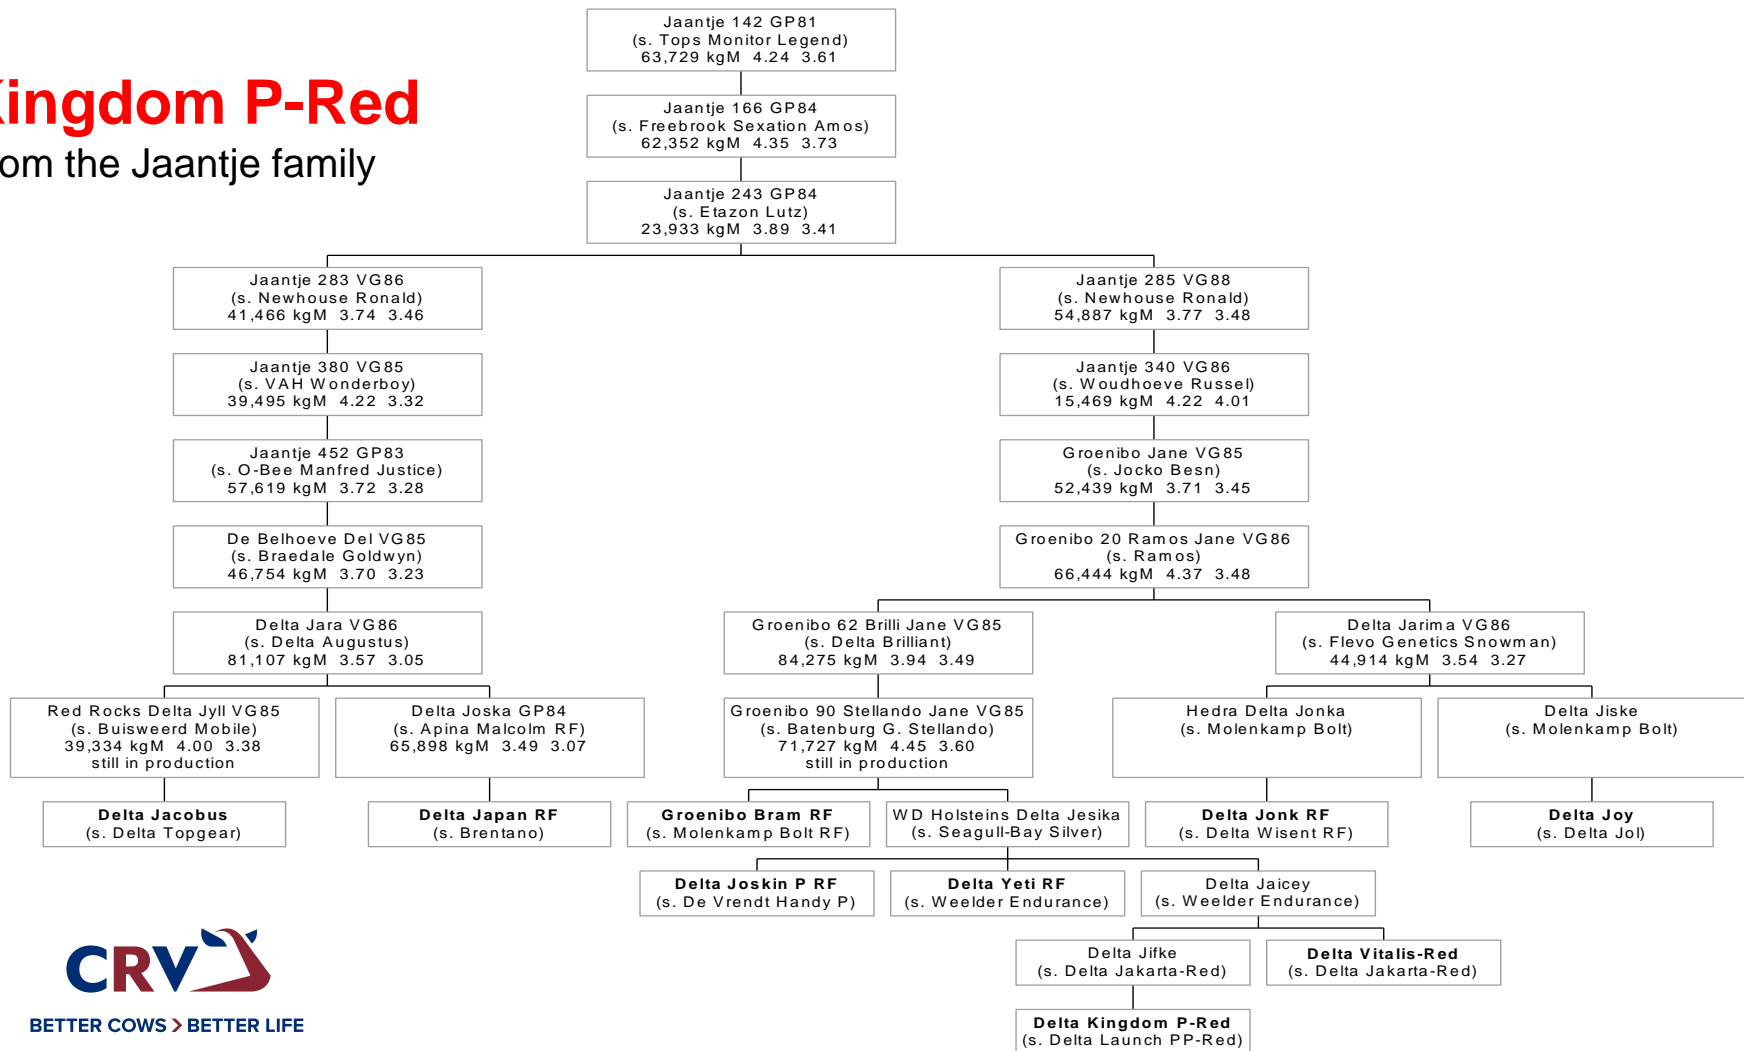 Jaantje 142 GP81
(s. Tops Monitor Legend)
63,729 kgM 4.24 3.61
Kingdom P-Red
om the Jaantje family
Jaantje 166 GP84
(s. Freebrook Sexation Amos)
62,352 kgM 4.35 3.73
Jaantje 243 GP84
(s. Etazon Lutz)
23,933 kgM 3.89 3.41
Jaantje 283 VG86
(s. Newhouse Ronald)
41,466 kgM 3.74 3.46
Jaantje 285 VG88
(s. Newhouse Ronald)
54,887 kgM 3.77 3.48
Jaantje 380 VG85
(s. VAH Wonderboy)
39,495 kgM 4.22 3.32
Jaantje 340 VG86
(s. Woudhoeve Russel)
15,469 kgM 4.22 4.01
Jaantje 452 GP83
(s. O-Bee Manfred Justice)
57,619 kgM 3.72 3.28
Groenibo Jane VG85
(s. Jocko Besn)
52,439 kgM 3.71 3.45
De Belhoeve Del VG85
(s. Braedale Goldwyn)
46,754 kgM 3.70 3.23
Groenibo 20 Ramos Jane VG86
(s. Ramos)
66,444 kgM 4.37 3.48
Delta Jara VG86
(s. Delta Augustus)
81,107 kgM 3.57 3.05
Groenibo 62 Brilli Jane VG85
(s. Delta Brilliant)
84,275 kgM 3.94 3.49
Delta Jarima VG86
(s. Flevo Genetics Snowman)
44,914 kgM 3.54 3.27
Red Rocks Delta Jyll VG85
(s. Buisweerd Mobile)
39,334 kgM 4.00 3.38
still in production
Delta Joska GP84
(s. Apina Malcolm RF)
65,898 kgM 3.49 3.07
Groenibo 90 Stellando Jane VG85
(s. Batenburg G. Stellando)
71,727 kgM 4.45 3.60
still in production
Hedra Delta Jonka
(s. Molenkamp Bolt)
Delta Jiske
(s. Molenkamp Bolt)
Delta Jacobus
(s. Delta Topgear)
Delta Japan RF
(s. Brentano)
Groenibo Bram RF
(s. Molenkamp Bolt RF)
WD Holsteins Delta Jesika
(s. Seagull-Bay Silver)
Delta Jonk RF
(s. Delta Wisent RF)
Delta Joy
(s. Delta Jol)
Delta Joskin P RF
(s. De Vrendt Handy P)
Delta Yeti RF
(s. Weelder Endurance)
Delta Jaicey
(s. Weelder Endurance)
Delta Jifke
(s. Delta Jakarta-Red)
Delta Vitalis-Red
(s. Delta Jakarta-Red)
Delta Kingdom P-Red
(s. Delta Launch PP-Red)
CRV
BETTER COWS > BETTER LIFE